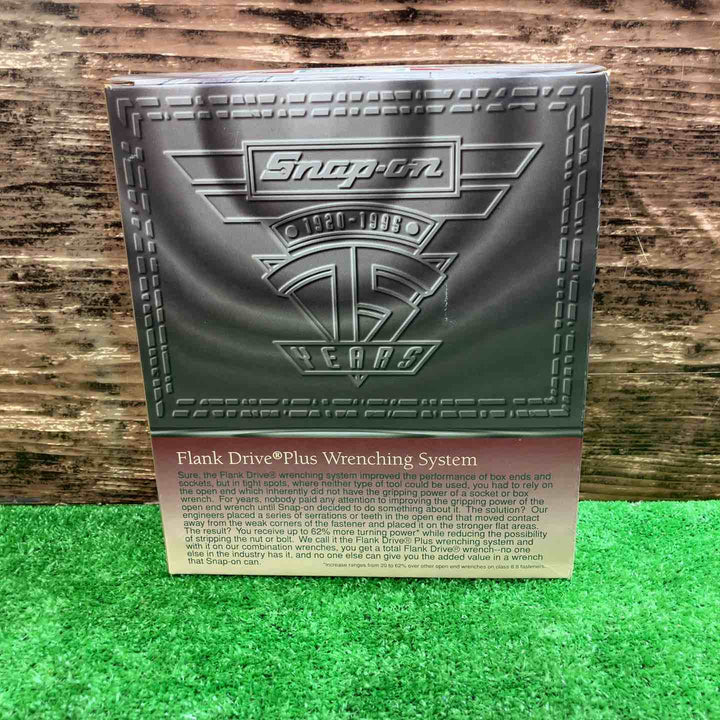 Snap-on
1920-1995
75
YEARS
Flank Drive®Plus Wrenching System
Sure, the Flank Drive® wrenching system improved the performance of box ends and
sockets, but in tight spots, where neither type of tool could be used, you had to rely on
the open end which inherently did not have the gripping power of a socket or box
wrench. For years, nobody paid any attention to improving the gripping power of the
open end wrench until Snap-on decided to do something about it. The solution? Our
engineers placed a series of serrations or teeth in the open end that moved contact
away from the weak corners of the fastener and placed it on the stronger flat areas.
The result? You receive up to 62% more turning power* while reducing the possibility
of stripping the nut or bolt. We call it the Flank Drive® Plus wrenching system and
with it on our combination wrenches, you get a total Flank Drive® wrench--no one
else in the industry has it, and no one else can give you the added value in a wrench
that Snap-on can.
*Increase ranges from 20 to 62% over other open end wrenches on class 8.8 fasteners.